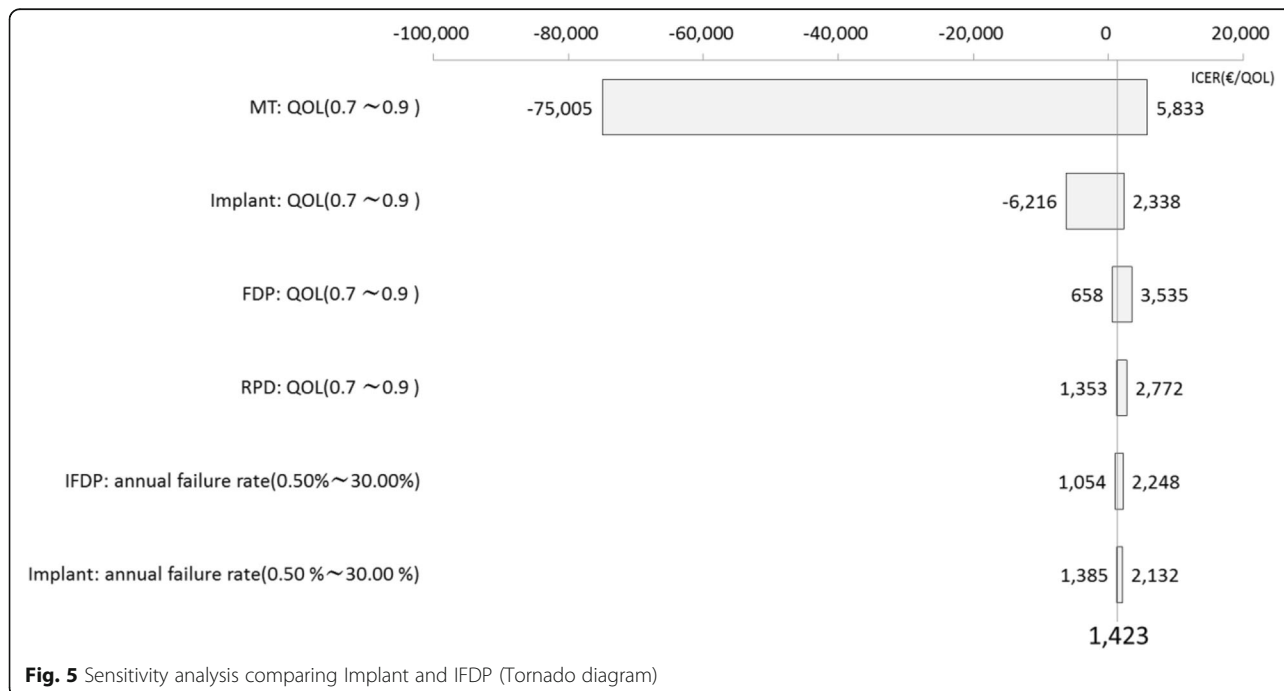 -100,000 -80,000 -60,000 -40,000 -20,000 0 20,000
ICER(€/QOL)
MT: QOL(0.7 ～0.9 ) -75,005 5,833
Implant: QOL(0.7 ～0.9 ) -6,216 2,338
FDP: QOL(0.7 ～0.9 ) 658 3,535
RPD: QOL(0.7 ～0.9 ) 1,353 2,772
IFDP: annual failure rate(0.50%～30.00%) 1,054 2,248
Implant: annual failure rate(0.50 %～30.00 %) 1,385 2,132
1,423
Fig. 5 Sensitivity analysis comparing Implant and IFDP (Tornado diagram)